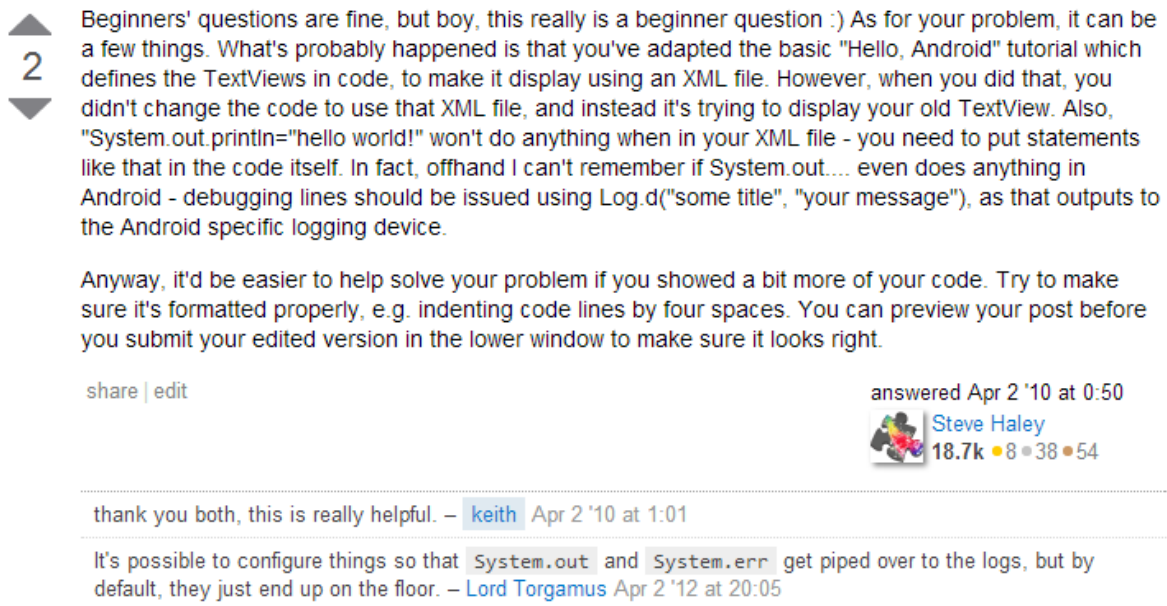 Beginners' questions are fine, but boy, this really is a beginner question :) As for your problem, it can be
a few things. What's probably happened is that you've adapted the basic "Hello, Android" tutorial which
2
defines the TextViews in code, to make it display using an XML file. However, when you did that, you
didn't change the code to use that XML file, and instead it's trying to display your old TextView. Also,
"System.out.println="hello world!" won't do anything when in your XML file - you need to put statements
like that in the code itself. In fact, offhand I can't remember if System.out.... even does anything in
Android - debugging lines should be issued using Log.d("some title", "your message"), as that outputs to
the Android specific logging device.
Anyway, it'd be easier to help solve your problem if you showed a bit more of your code. Try to make
sure it's formatted properly, e.g. indenting code lines by four spaces. You can preview your post before
you submit your edited version in the lower window to make sure it looks right.
share | edit
answered Apr 2 '10 at 0:50
Steve Haley
18.7k ●8 ●38 ●54
thank you both, this is really helpful. – keith Apr 2 '10 at 1:01
It's possible to configure things so that System.out and System.err get piped over to the logs, but by
default, they just end up on the floor. – Lord Torgamus Apr 2 '12 at 20:05